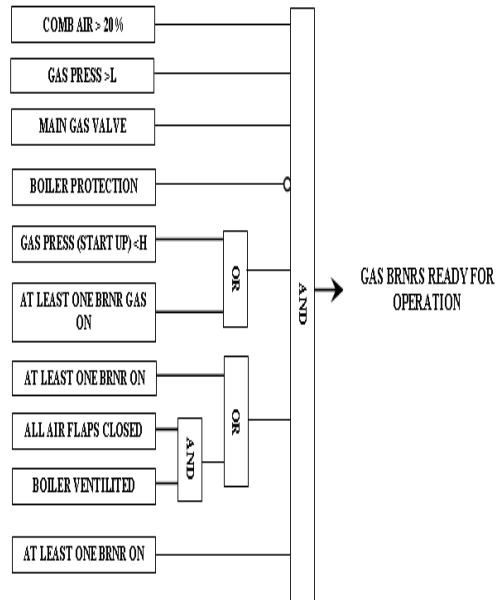 COMB AIR > 20%
GAS PRESS >L
MAIN GAS VALVE
BOILER PROTECTION
GAS PRESS (START UP) <H
AT LEAST ONE BRNR GAS
ON
OR
AT LEAST ONE BRNR ON
ALL AIR FLAPS CLOSED
BOILER VENTILITED
AND
OR
AT LEAST ONE BRNR ON
AND
GAS BRNRS READY FOR
OPERATION